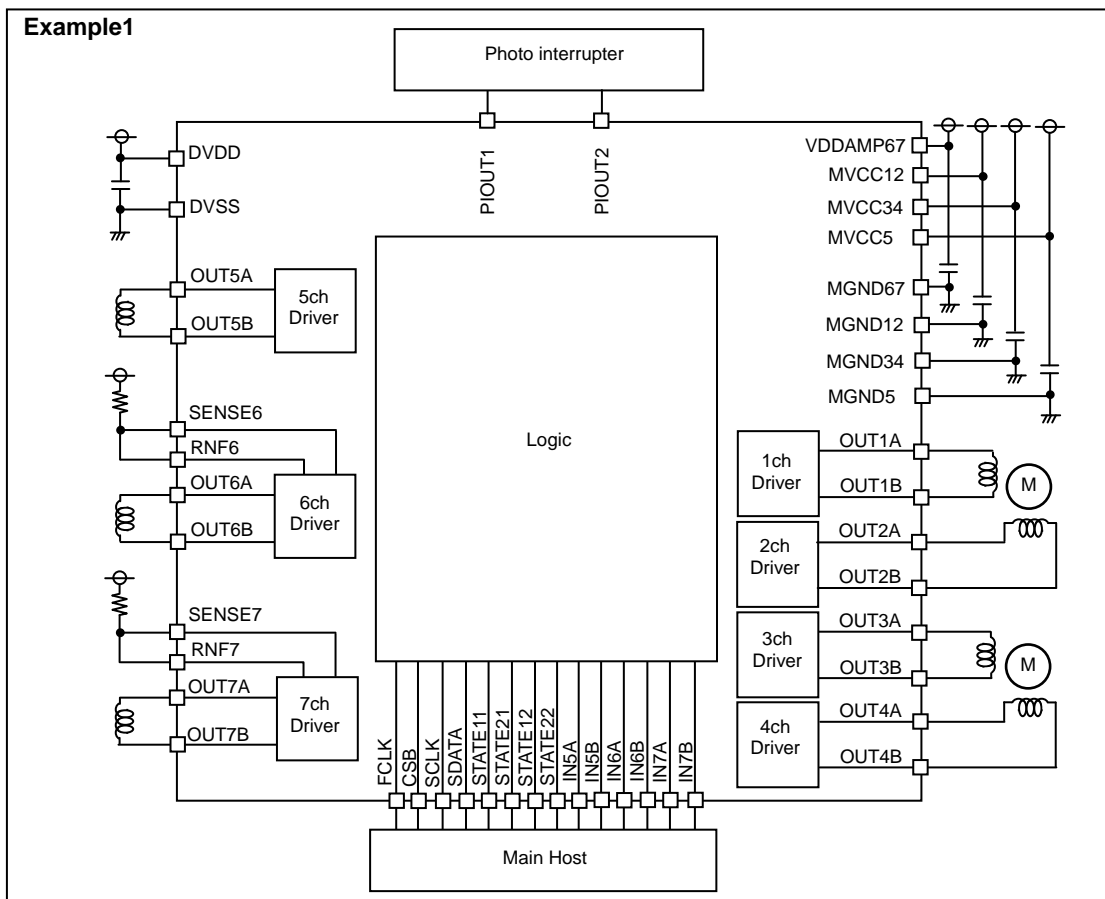 Example1
Photo interrupter
PIOUT1
PIOUT2
DVDD
DVSS
OUT5A
OUT5B
5ch
Driver
SENSE6
RNF6
OUT6A
OUT6B
6ch
Driver
SENSE7
RNF7
OUT7A
OUT7B
7ch
Driver
Logic
VDDAMP67
MVCC12
MVCC34
MVCC5
MGND67
MGND12
MGND34
MGND5
1ch
Driver
OUT1A
OUT1B
M
2ch
Driver
OUT2A
OUT2B
3ch
Driver
OUT3A
OUT3B
M
4ch
Driver
OUT4A
OUT4B
FCLK
CSB
SCLK
SDATA
STATE11
STATE21
STATE12
STATE22
IN5A
IN5B
IN6A
IN6B
IN7A
IN7B
Main Host